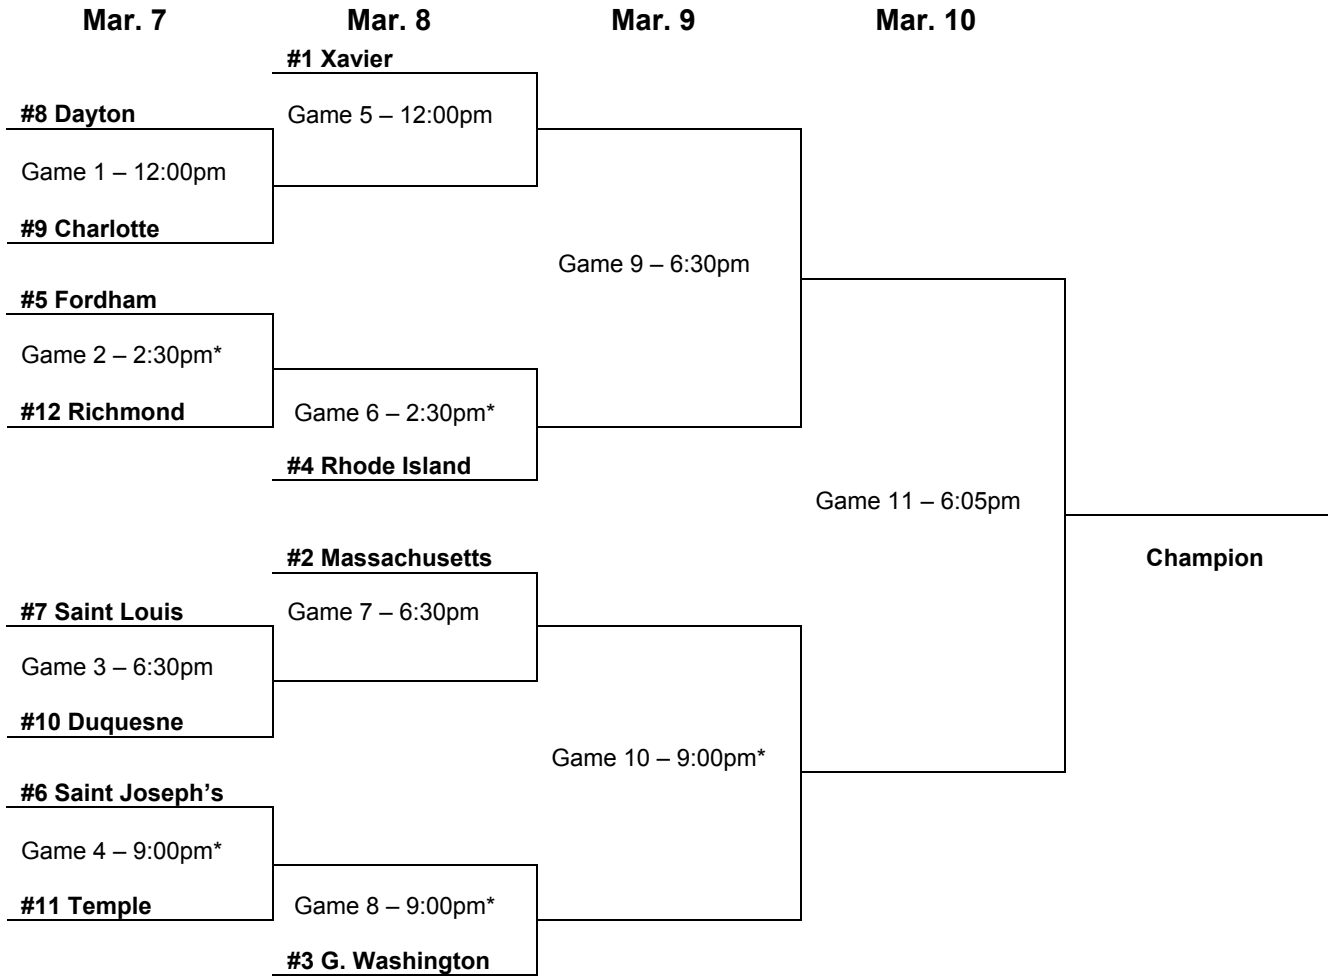 Mar. 7 Mar. 8 Mar. 9 Mar. 10
#1 Xavier
#8 Dayton
Game 5 – 12:00pm
Game 1 – 12:00pm
#9 Charlotte
Game 9 – 6:30pm
#5 Fordham
Game 2 – 2:30pm*
#12 Richmond
Game 6 – 2:30pm*
#4 Rhode Island
Game 11 – 6:05pm
#2 Massachusetts
Champion
#7 Saint Louis
Game 7 – 6:30pm
Game 3 – 6:30pm
#10 Duquesne
Game 10 – 9:00pm*
#6 Saint Joseph’s
Game 4 – 9:00pm*
#11 Temple
Game 8 – 9:00pm*
#3 G. Washington